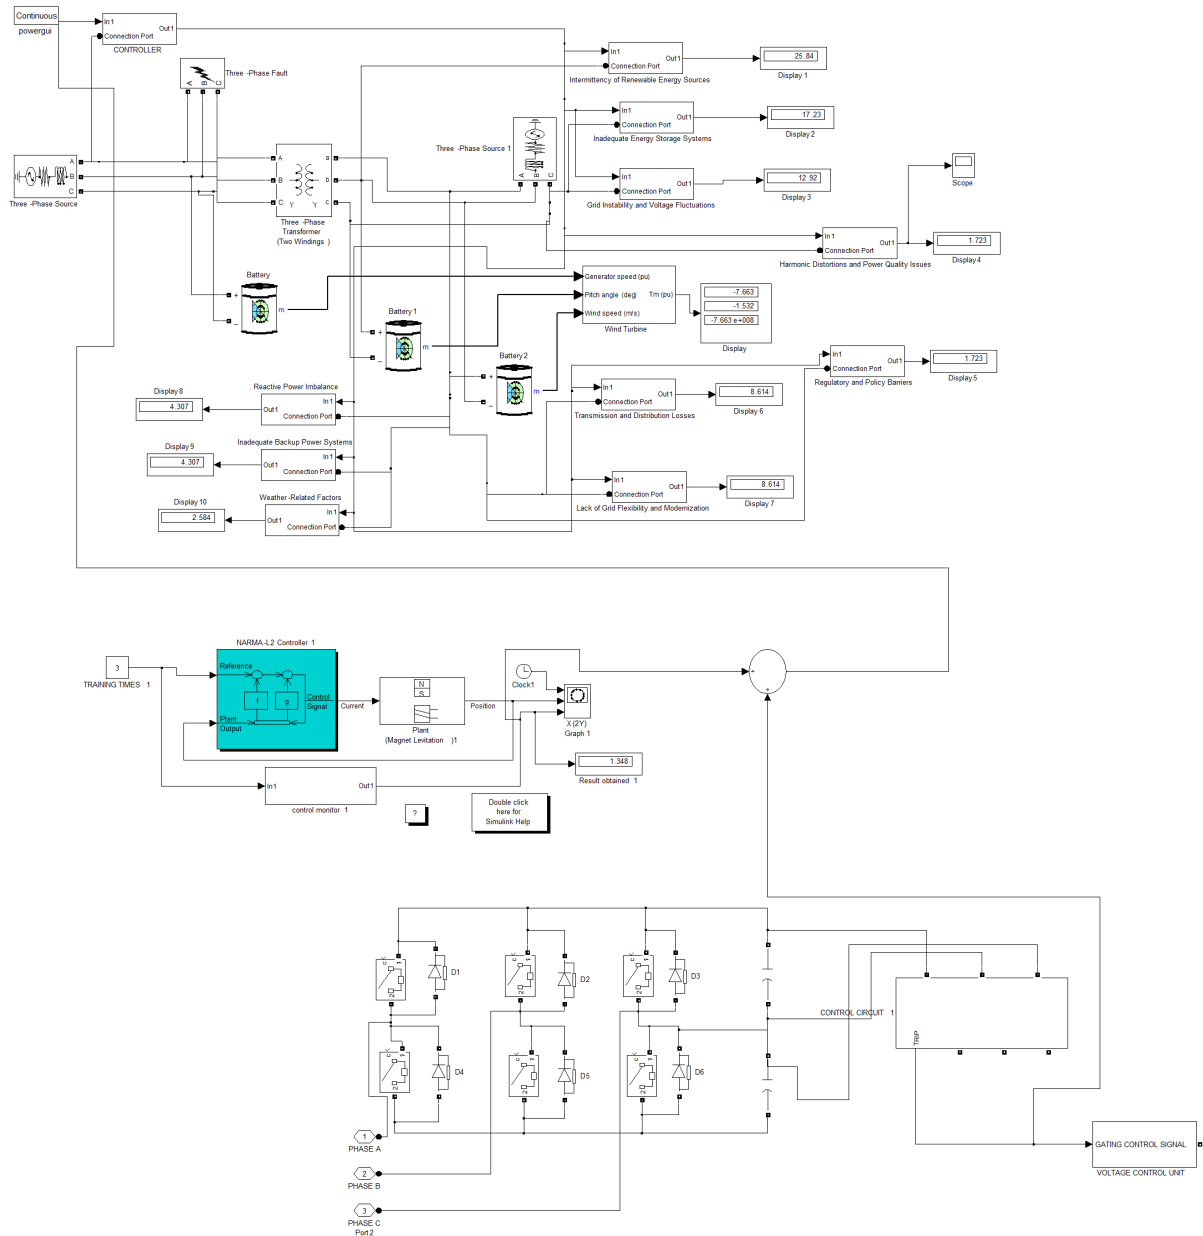 Continuous
powergui
In1
Out1
Connection Port
CONTROLLER
Three -Phase Fault
A
B
C
A
B
C
Three -Phase Source
A
B
C
a
b
c
Y
Y
Three -Phase
Transformer
(Two Windings )
Three -Phase Source 1
A
B
C
In1
Out1
Connection Port
Intermittency of Renewable Energy Sources
25.84
Display 1
In1
Out1
Connection Port
Inadequate Energy Storage Systems
17.23
Display 2
In1
Out1
Connection Port
Grid Instability and Voltage Fluctuations
12.92
Display 3
Scope
In1
Out1
Connection Port
Harmonic Distortions and Power Quality Issues
1.723
Display 4
Battery
+
_
m
Battery 1
+
_
m
Battery 2
+
_
m
Generator speed (pu)
Pitch angle (deg)
Tm (pu)
Wind speed (m/s)
Wind Turbine
-7.663
-1.532
-7.663 e+008
Display
In1
Out1
Connection Port
Regulatory and Policy Barriers
1.723
Display 5
In1
Out1
Connection Port
Transmission and Distribution Losses
8.614
Display 6
In1
Out1
Connection Port
Lack of Grid Flexibility and Modernization
8.614
Display 7
Display 8
4.307
. Reactive Power Imbalance
In1
Out1
Connection Port
Display 9
4.307
Inadequate Backup Power Systems
In1
Out1
Connection Port
Display 10
2.584
Weather -Related Factors
In1
Out1
Connection Port
NARMA -L2 Controller 1
3
TRAINING TIMES 1
Reference
f
g
Control
Signal
Plant
Output
Current
N
S
Plant
(Magnet Levitation )1
Position
Clock1
X (2Y)
Graph 1
1.348
Result obtained 1
In1
Out1
control monitor 1
?
Double click
here for
Simulink Help
+
+
c
g
2
D1
c
g
2
D2
c
g
2
D3
c
g
2
D4
c
g
2
D5
c
g
2
D6
CONTROL CIRCUIT 1
TRIP
1
PHASE A
2
PHASE B
3
PHASE C
Port 2
GATING CONTROL SIGNAL
VOLTAGE CONTROL UNIT